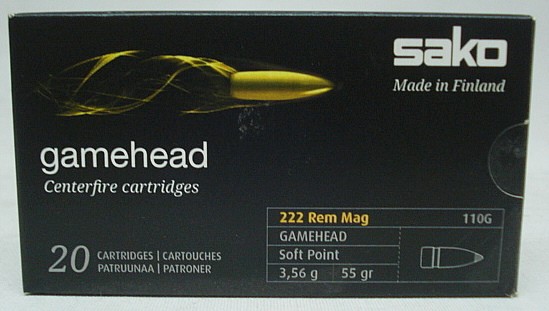 sako
Made in Finland
gamehead
Centerfire cartridges
222 Rem Mag 110G
GAMEHEAD
Soft Point
3,56 g 55 gr
20 CARTRIDGES | CARTOUCHES
PATRUUNAA | PATRONER